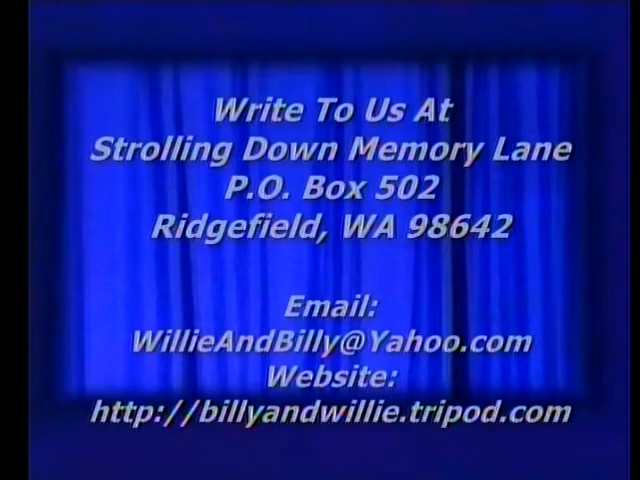 Write To Us At
Strolling Down Memory Lane
P.O. Box 502
Ridgefield, WA 98642
Email:
WillieAndBilly@Yahoo.com
Website:
http://billyandwillie.tripod.com